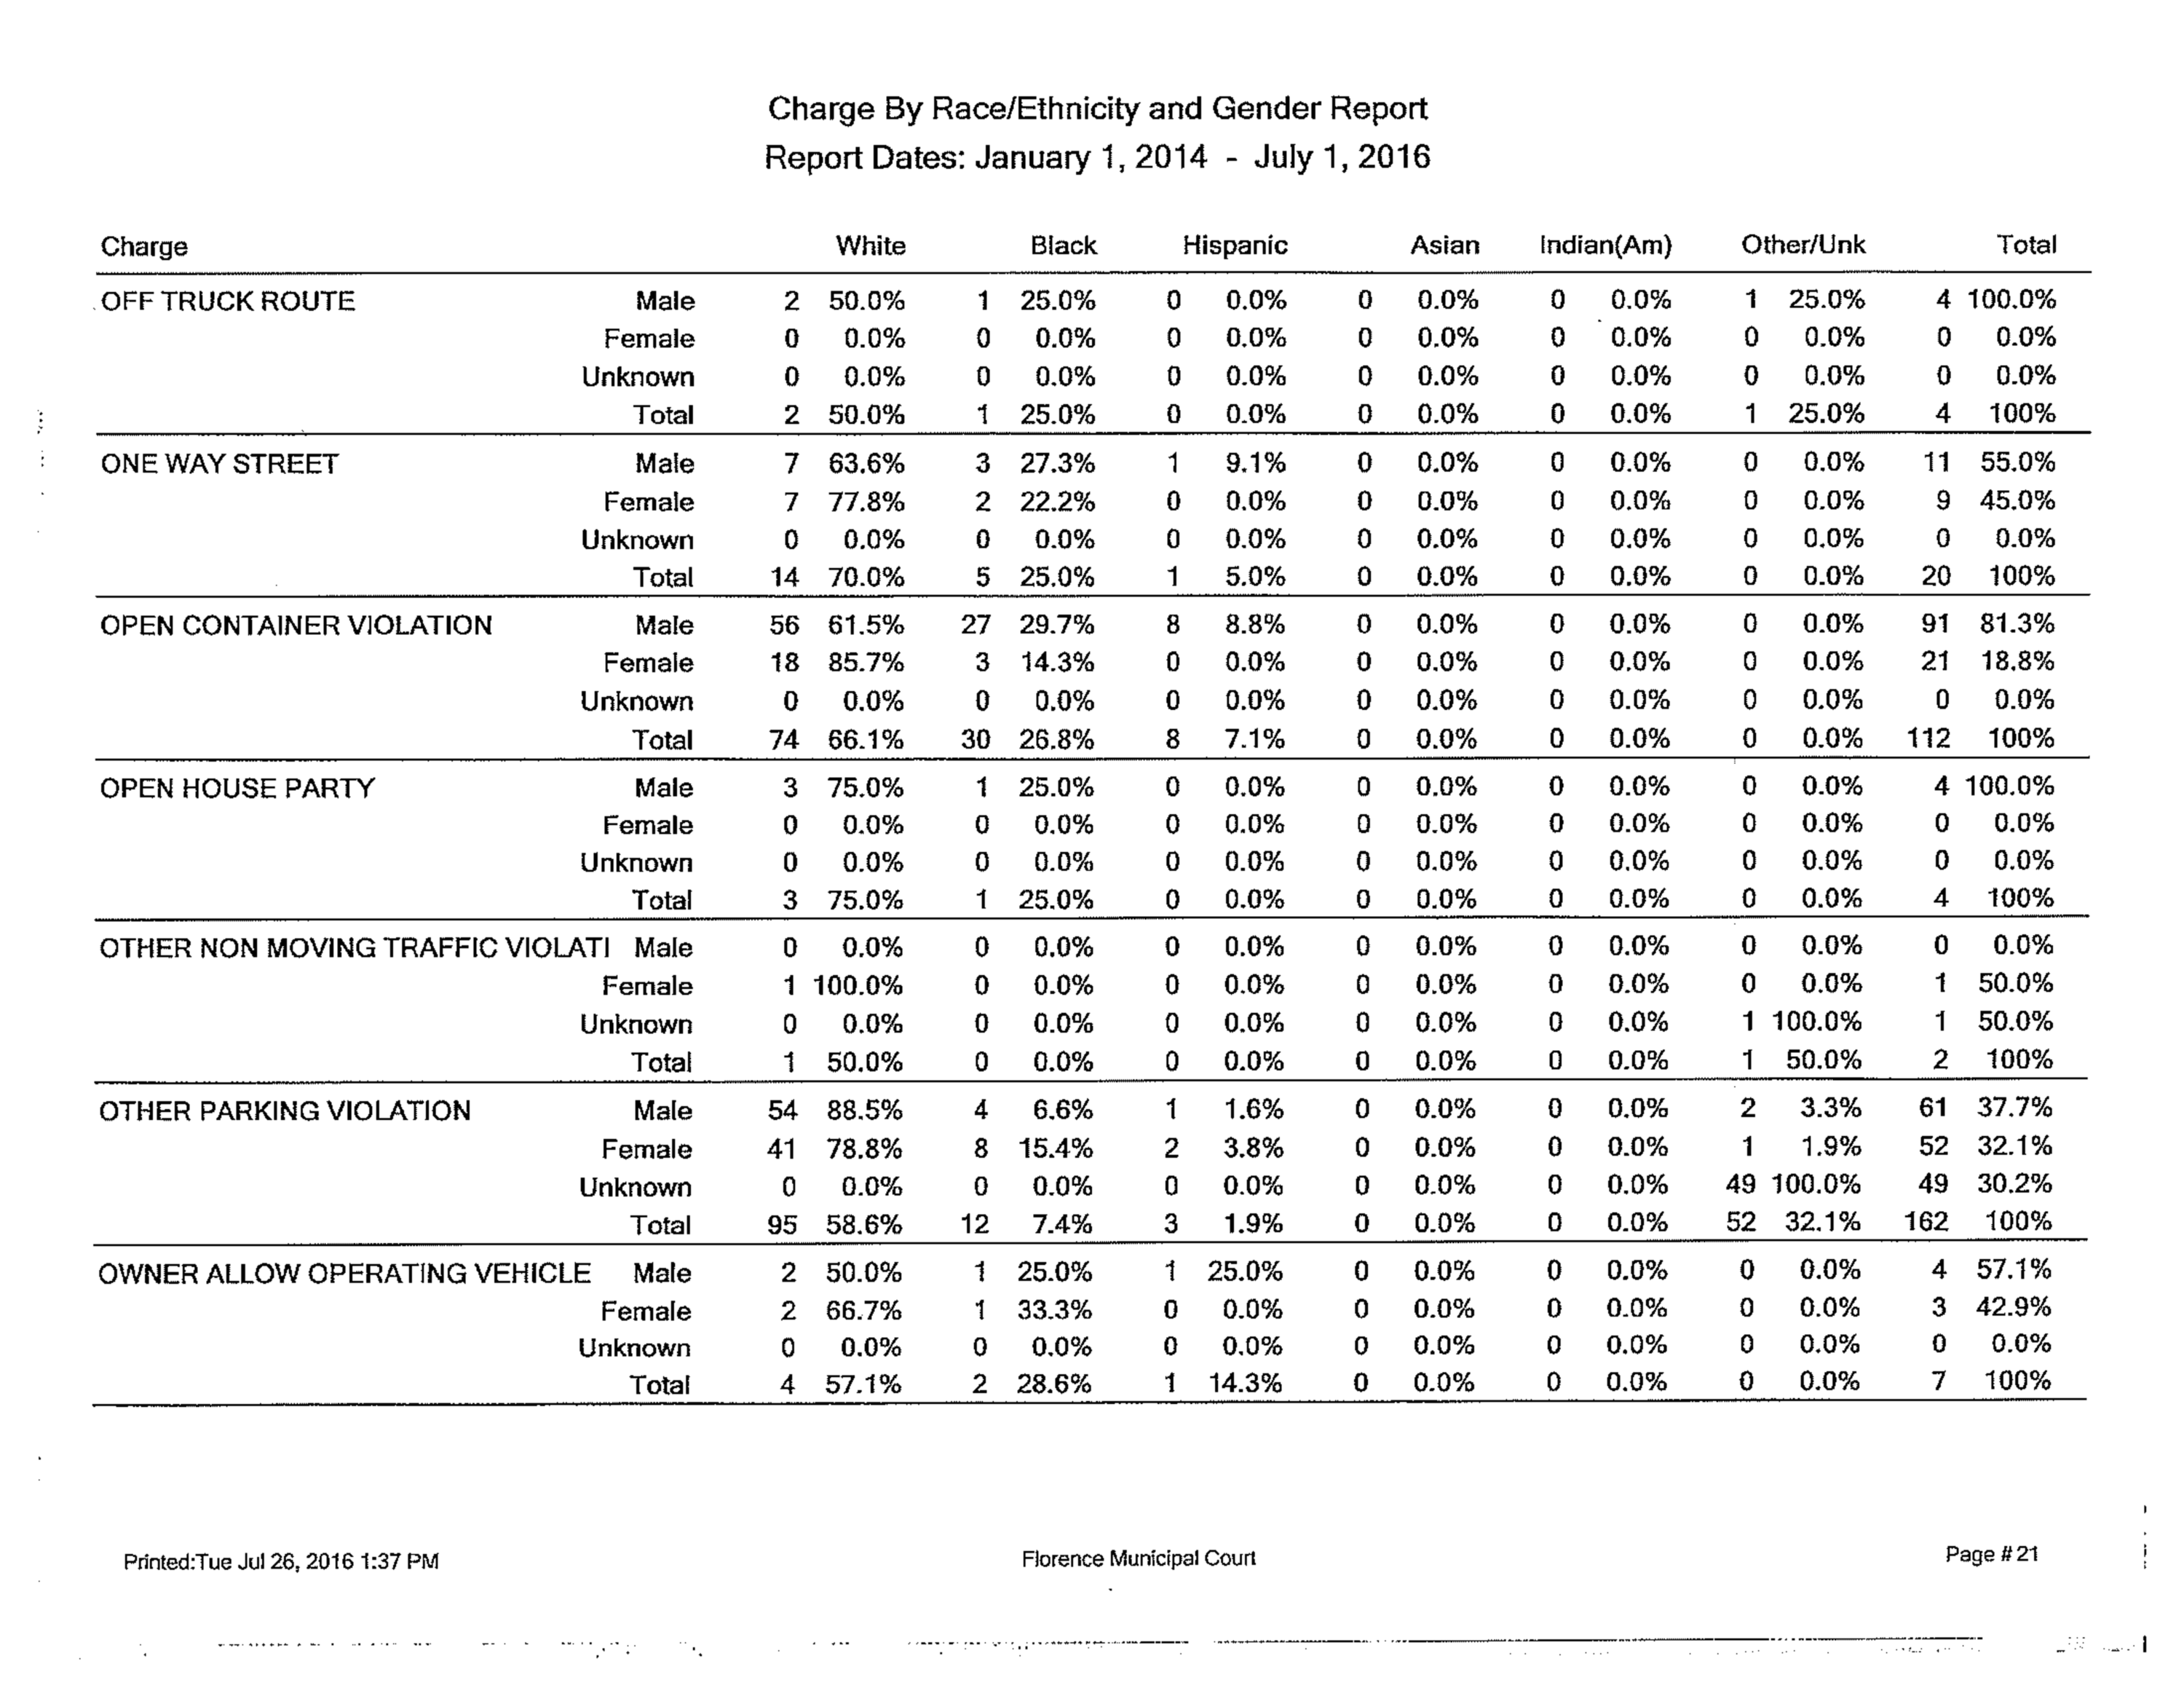 Charge By Race/Ethnicity and Gender Report
Report Dates: January 1, 2014 - July 1, 2016
Charge White Black Hispanic Asian Indian(Am) Other/Unk Total
OFF TRUCK ROUTE Male 2 50.0% 1 25.0% 0 0.0% 0 0.0% 0 0.0% 1 25.0% 4 100.0%
Female 0 0.0% 0 0.0% 0 0.0% 0 0.0% 0 0.0% 0 0.0% 0 0.0%
Unknown 0 0.0% 0 0.0% 0 0.0% 0 0.0% 0 0.0% 0 0.0% 0 0.0%
Total 2 50.0% 1 25.0% 0 0.0% 0 0.0% 0 0.0% 1 25.0% 4 100%
ONE WAY STREET Male 7 63.6% 3 27.3% 1 9.1% 0 0.0% 0 0.0% 0 0.0% 11 55.0%
Female 7 77.8% 2 22.2% 0 0.0% 0 0.0% 0 0.0% 0 0.0% 9 45.0%
Unknown 0 0.0% 0 0.0% 0 0.0% 0 0.0% 0 0.0% 0 0.0% 0 0.0%
Total 14 70.0% 5 25.0% 1 5.0% 0 0.0% 0 0.0% 0 0.0% 20 100%
OPEN CONTAINER VIOLATION Male 56 61.5% 27 29.7% 8 8.8% 0 0.0% 0 0.0% 0 0.0% 91 81.3%
Female 18 85.7% 3 14.3% 0 0.0% 0 0.0% 0 0.0% 0 0.0% 21 18.8%
Unknown 0 0.0% 0 0.0% 0 0.0% 0 0.0% 0 0.0% 0 0.0% 0 0.0%
Total 74 66.1% 30 26.8% 8 7.1% 0 0.0% 0 0.0% 0 0.0% 112 100%
OPEN HOUSE PARTY Male 3 75.0% 1 25.0% 0 0.0% 0 0.0% 0 0.0% 0 0.0% 4 100.0%
Female 0 0.0% 0 0.0% 0 0.0% 0 0.0% 0 0.0% 0 0.0% 0 0.0%
Unknown 0 0.0% 0 0.0% 0 0.0% 0 0.0% 0 0.0% 0 0.0% 0 0.0%
Total 3 75.0% 1 25.0% 0 0.0% 0 0.0% 0 0.0% 0 0.0% 4 100%
OTHER NON MOVING TRAFFIC VIOLATI Male 0 0.0% 0 0.0% 0 0.0% 0 0.0% 0 0.0% 0 0.0% 0 0.0%
Female 1 100.0% 0 0.0% 0 0.0% 0 0.0% 0 0.0% 0 0.0% 1 50.0%
Unknown 0 0.0% 0 0.0% 0 0.0% 0 0.0% 0 0.0% 1 100.0% 1 50.0%
Total 1 50.0% 0 0.0% 0 0.0% 0 0.0% 0 0.0% 1 50.0% 2 100%
OTHER PARKING VIOLATION Male 54 88.5% 4 6.6% 1 1.6% 0 0.0% 0 0.0% 2 3.3% 61 37.7%
Female 41 78.8% 8 15.4% 2 3.8% 0 0.0% 0 0.0% 1 1.9% 52 32.1%
Unknown 0 0.0% 0 0.0% 0 0.0% 0 0.0% 0 0.0% 49 100.0% 49 30.2%
Total 95 58.6% 12 7.4% 3 1.9% 0 0.0% 0 0.0% 52 32.1% 162 100%
OWNER ALLOW OPERATING VEHICLE Male 2 50.0% 1 25.0% 1 25.0% 0 0.0% 0 0.0% 0 0.0% 4 57.1%
Female 2 66.7% 1 33.3% 0 0.0% 0 0.0% 0 0.0% 0 0.0% 3 42.9%
Unknown 0 0.0% 0 0.0% 0 0.0% 0 0.0% 0 0.0% 0 0.0% 0 0.0%
Total 4 57.1% 2 28.6% 1 14.3% 0 0.0% 0 0.0% 0 0.0% 7 100%
Printed:Tue Jul 26, 2016 1:37 PM Florence Municipal Court Page # 21